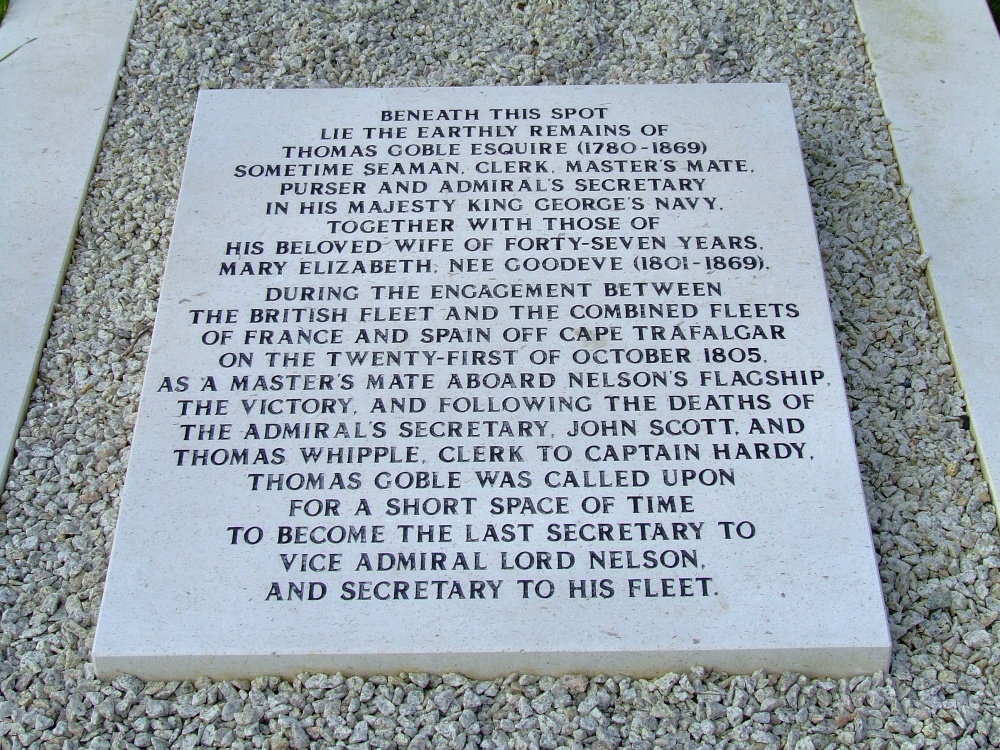 BENEATH THIS SPOT
LIE THE EARTHLY REMAINS OF
THOMAS GOBLE ESQUIRE (1780-1869)
SOMETIME SEAMAN, CLERK, MASTER'S MATE,
PURSER AND ADMIRAL'S SECRETARY
IN HIS MAJESTY KING GEORGE'S NAVY,
TOGETHER WITH THOSE OF
HIS BELOVED WIFE OF FORTY-SEVEN YEARS,
MARY ELIZABETH, NEE GOODEVE (1801-1869).
DURING THE ENGAGEMENT BETWEEN
THE BRITISH FLEET AND THE COMBINED FLEETS
OF FRANCE AND SPAIN OFF CAPE TRAFALGAR
ON THE TWENTY-FIRST OF OCTOBER 1805,
AS A MASTER'S MATE ABOARD NELSON'S FLAGSHIP,
THE VICTORY, AND FOLLOWING THE DEATHS OF
THE ADMIRAL'S SECRETARY, JOHN SCOTT, AND
THOMAS WHIPPLE, CLERK TO CAPTAIN HARDY,
THOMAS GOBLE WAS CALLED UPON
FOR A SHORT SPACE OF TIME
TO BECOME THE LAST SECRETARY TO
VICE ADMIRAL LORD NELSON,
AND SECRETARY TO HIS FLEET.